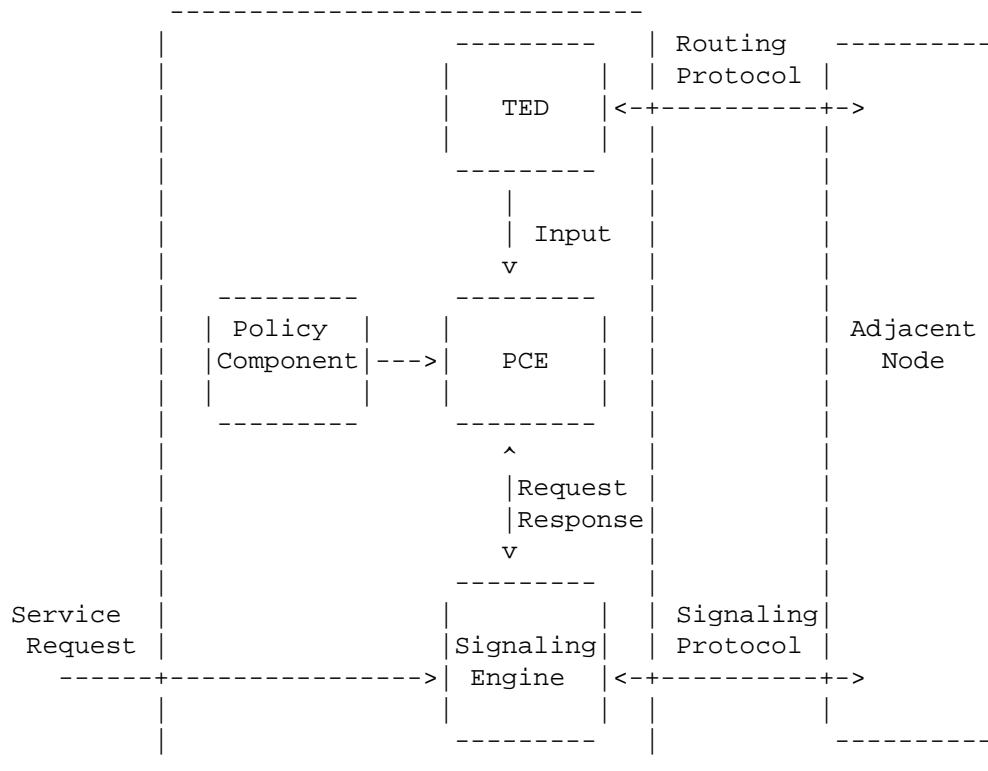 Routing
Protocol
TED
Input
Policy
Component
PCE
Adjacent
Node
Request
Response
Service
Request
Signaling
Engine
Signaling
Protocol